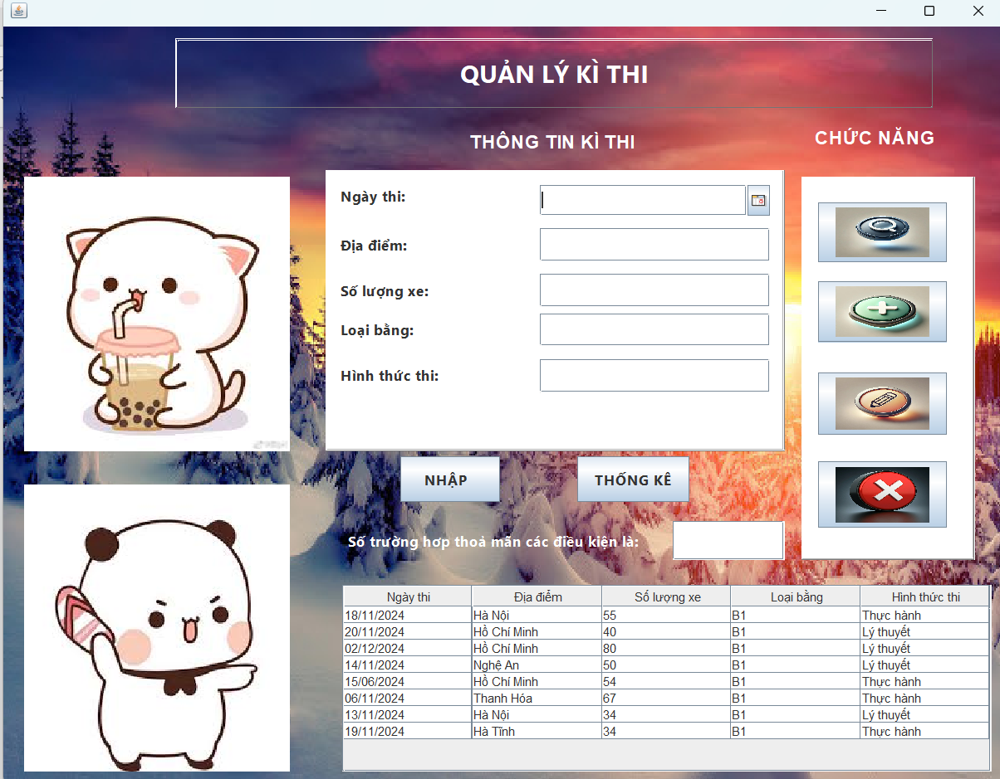 QUẢN LÝ KÌ THI
THÔNG TIN KÌ THI
CHỨC NĂNG
Ngày thi:
Địa điểm:
Số lượng xe:
Loại bằng:
Hình thức thi:
NHẬP THỐNG KÊ
Số trường hơp thoả mãn các điều kiện là:
Ngày thi Địa điểm Số lượng xe Loại bằng Hình thức thi
18/11/2024 Hà Nội 55 B1 Thực hành
20/11/2024 Hồ Chí Minh 40 B1 Lý thuyết
02/12/2024 Hồ Chí Minh 80 B1 Lý thuyết
14/11/2024 Nghệ An 50 B1 Lý thuyết
15/06/2024 Hồ Chí Minh 54 B1 Thực hành
06/11/2024 Thanh Hóa 67 B1 Thực hành
13/11/2024 Hà Nội 34 B1 Lý thuyết
19/11/2024 Hà Tĩnh 34 B1 Thực hành